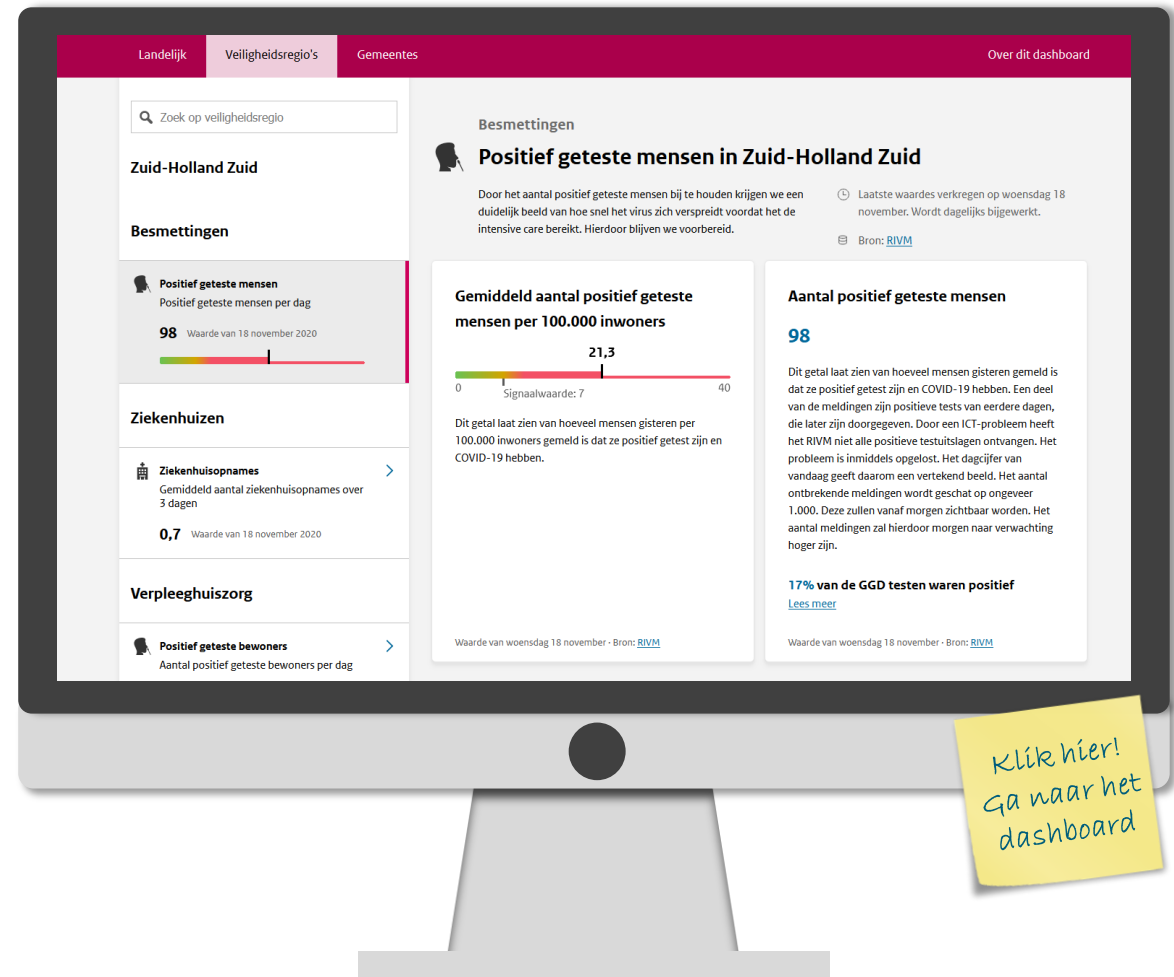 Landelijk
Veiligheidsregio's
Gemeentes
Over dit dashboard
Zoek op veiligheidsregio
Zuid-Holland Zuid
Besmettingen
Positief geteste mensen
Positief geteste mensen per dag
98 Waarde van 18 november 2020
Ziekenhuizen
Ziekenhuisopnames
Gemiddeld aantal ziekenhuisopnames over
3 dagen
0,7 Waarde van 18 november 2020
Verpleeghuiszorg
Positief geteste bewoners
Aantal positief geteste bewoners per dag
Besmettingen
Positief geteste mensen in Zuid-Holland Zuid
Door het aantal positief geteste mensen bij te houden krijgen we een
duidelijk beeld van hoe snel het virus zich verspreidt voordat het de
intensive care bereikt. Hierdoor blijven we voorbereid.
Laatste waardes verkregen op woensdag 18
november. Wordt dagelijks bijgewerkt.
Bron: RIVM
Gemiddeld aantal positief geteste
mensen per 100.000 inwoners
21,3
0
Signaalwaarde: 7
40
Dit getal laat zien van hoeveel mensen gisteren per
100.000 inwoners gemeld is dat ze positief getest zijn en
COVID-19 hebben.
Waarde van woensdag 18 november · Bron: RIVM
Aantal positief geteste mensen
98
Dit getal laat zien van hoeveel mensen gisteren gemeld is
dat ze positief getest zijn en COVID-19 hebben. Een deel
van de meldingen zijn positieve tests van eerdere dagen,
die later zijn doorgegeven. Door een ICT-probleem heeft
het RIVM niet alle positieve testuitslagen ontvangen. Het
probleem is inmiddels opgelost. Het dagcijfer van
vandaag geeft daarom een vertekend beeld. Het aantal
ontbrekende meldingen wordt geschat op ongeveer
1.000. Deze zullen vanaf morgen zichtbaar worden. Het
aantal meldingen zal hierdoor morgen naar verwachting
hoger zijn.
17% van de GGD testen waren positief
Lees meer
Waarde van woensdag 18 november · Bron: RIVM
Klik hier!
Ga naar het
dashboard